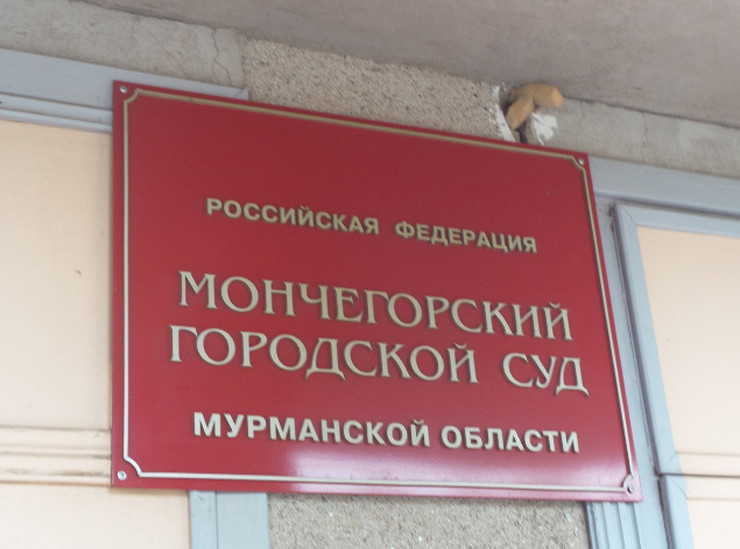 РОССИЙСКАЯ ФЕДЕРАЦИЯ
МОНЧЕГОРСКИЙ
ГОРОДСКОЙ СУД
МУРМАНСКОЙ ОБЛАСТИ